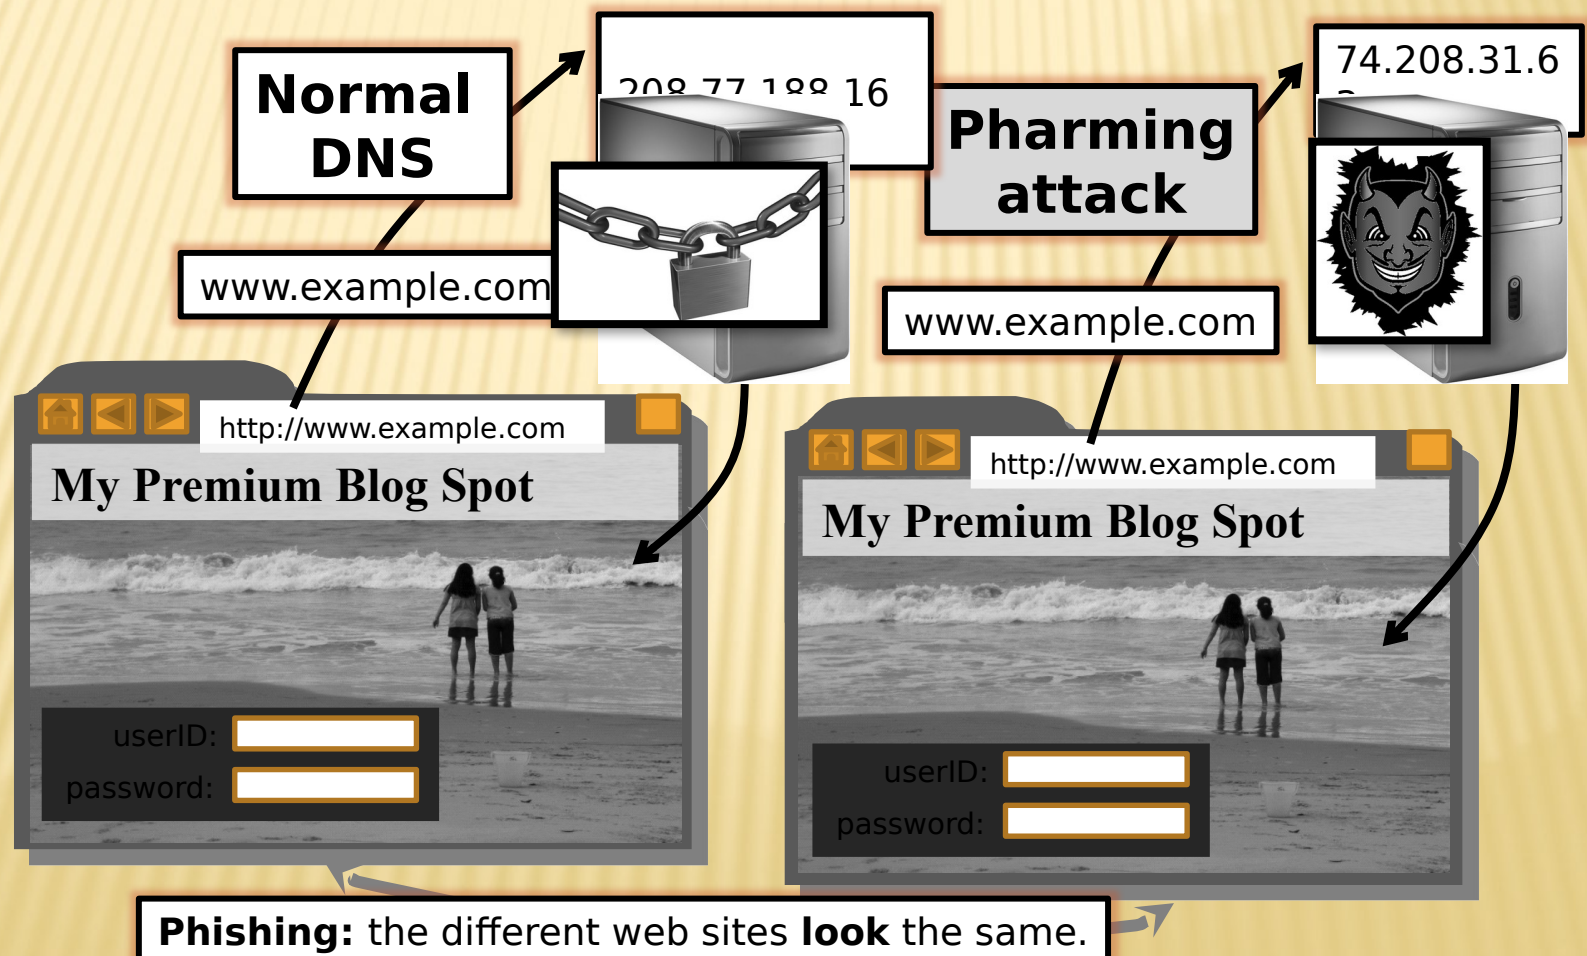 Normal
DNS
208.77.188.16
Pharming
attack
74.208.31.6
www.example.com
www.example.com
http://www.example.com
My Premium Blog Spot
userID:
password:
http://www.example.com
My Premium Blog Spot
userID:
password:
Phishing: the different web sites look the same.